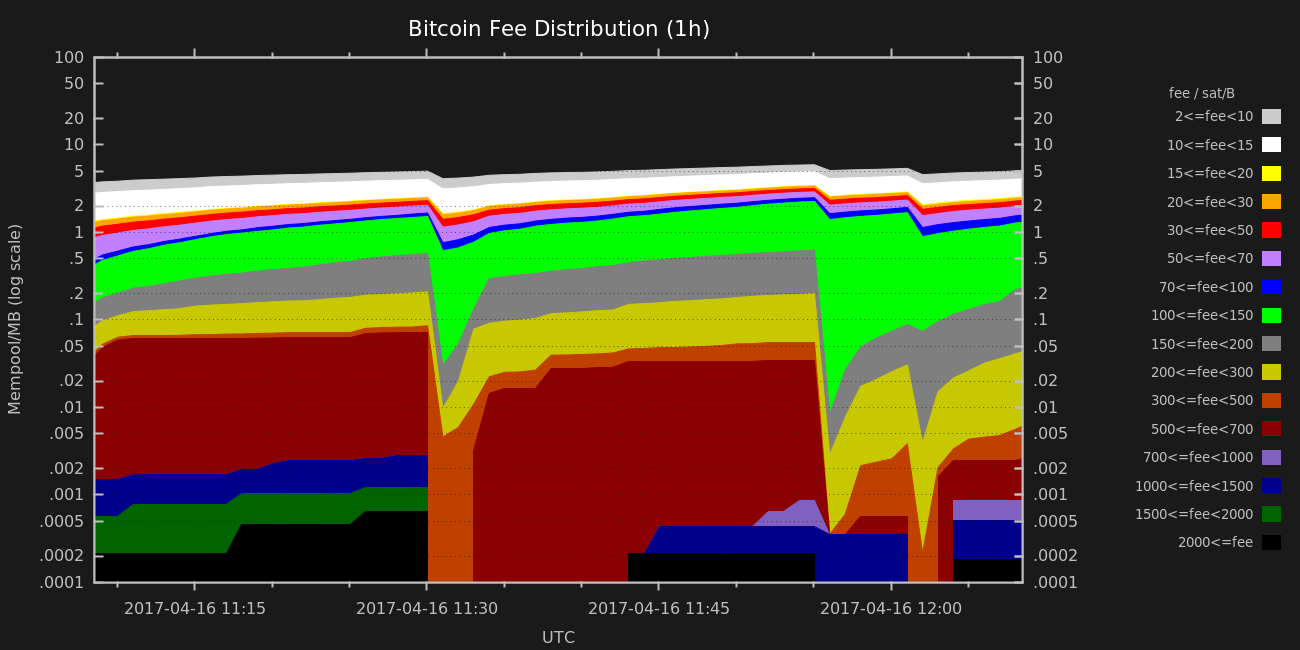 Bitcoin Fee Distribution (1h)
Mempool/MB (log scale)
100
50
20
10
5
2
1
.5
.2
.1
.05
.02
.01
.005
.002
.001
.0005
.0002
.0001
100
50
20
10
5
2
1
.5
.2
.1
.05
.02
.01
.005
.002
.001
.0005
.0002
.0001
2017-04-16 11:15 2017-04-16 11:30 2017-04-16 11:45 2017-04-16 12:00
UTC
fee / sat/B
2<=fee<10
10<=fee<15
15<=fee<20
20<=fee<30
30<=fee<50
50<=fee<70
70<=fee<100
100<=fee<150
150<=fee<200
200<=fee<300
300<=fee<500
500<=fee<700
700<=fee<1000
1000<=fee<1500
1500<=fee<2000
2000<=fee